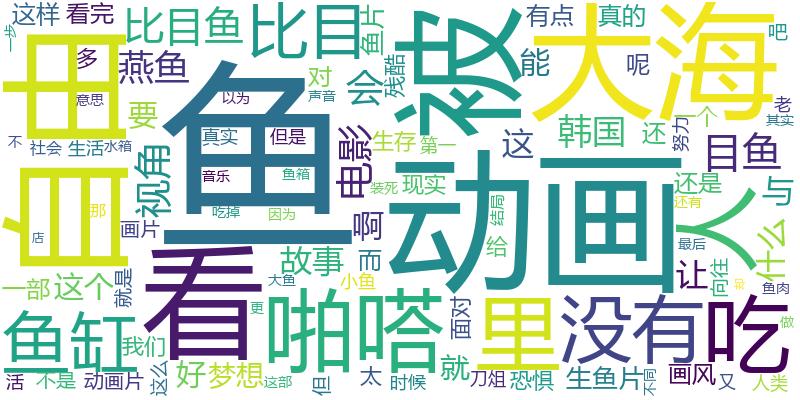 这样
看完
比目鱼
比目
鱼片
被
有点
真的
大海
吧
一步
多
燕鱼
对
会
残酷
能
呢
自由
意思
要
以为
声音
韩国
还
一个
老
其实
努力
鱼
不
社会
生活
水箱
真实
但是
电影
生存
第一
这
目鱼
视角
音乐
鱼箱
装死
现实
动画
还是
与
那
吃掉
因为
啊
结局
还有
人
店
画片
给
最后
什么
一部
这个
就是
看
故事
大鱼
小鱼
而
让
向往
鱼肉
更
鱼缸
我们
啪嗒
面对
里
没有
吃
做
就
活
不是
动画片
这么
好
梦想
这部
但
太
时候
刀姐
恐惧
生鱼片
不同
画风
又
人类